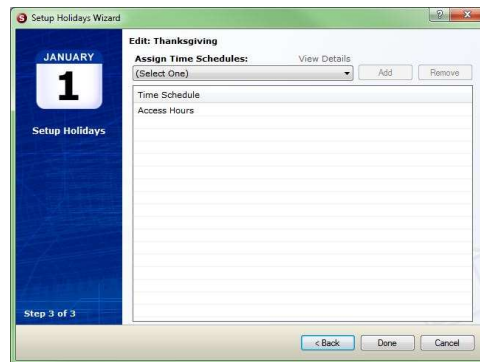 Setup Holidays Wizard
Edit: Thanksgiving
JANUARY
1
Setup Holidays
Assign Time Schedules:
View Details
(Select One)
Add
Remove
Time Schedule
Access Hours
Step 3 of 3
< Back
Done
Cancel